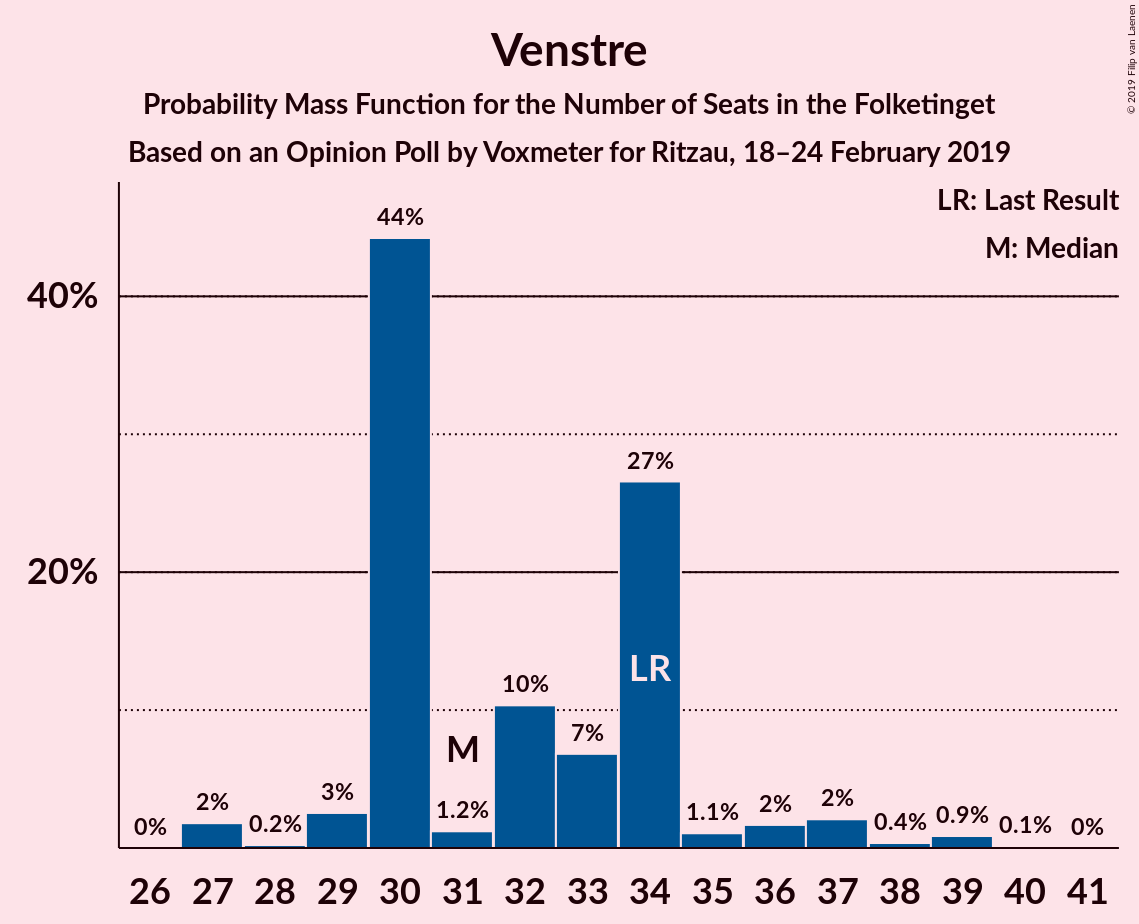 Venstre
Probability Mass Function for the Number of Seats in the Folketinget
Based on an Opinion Poll by Voxmeter for Ritzau, 18–24 February 2019
© 2019 Filip van Laenen
LR: Last Result
M: Median
40%
20%
0%
2%
0.2%
3%
44%
1.2%
M
10%
7%
27%
LR
1.1%
2%
2%
0.4%
0.9%
0.1%
0%
26 27 28 29 30 31 32 33 34 35 36 37 38 39 40 41